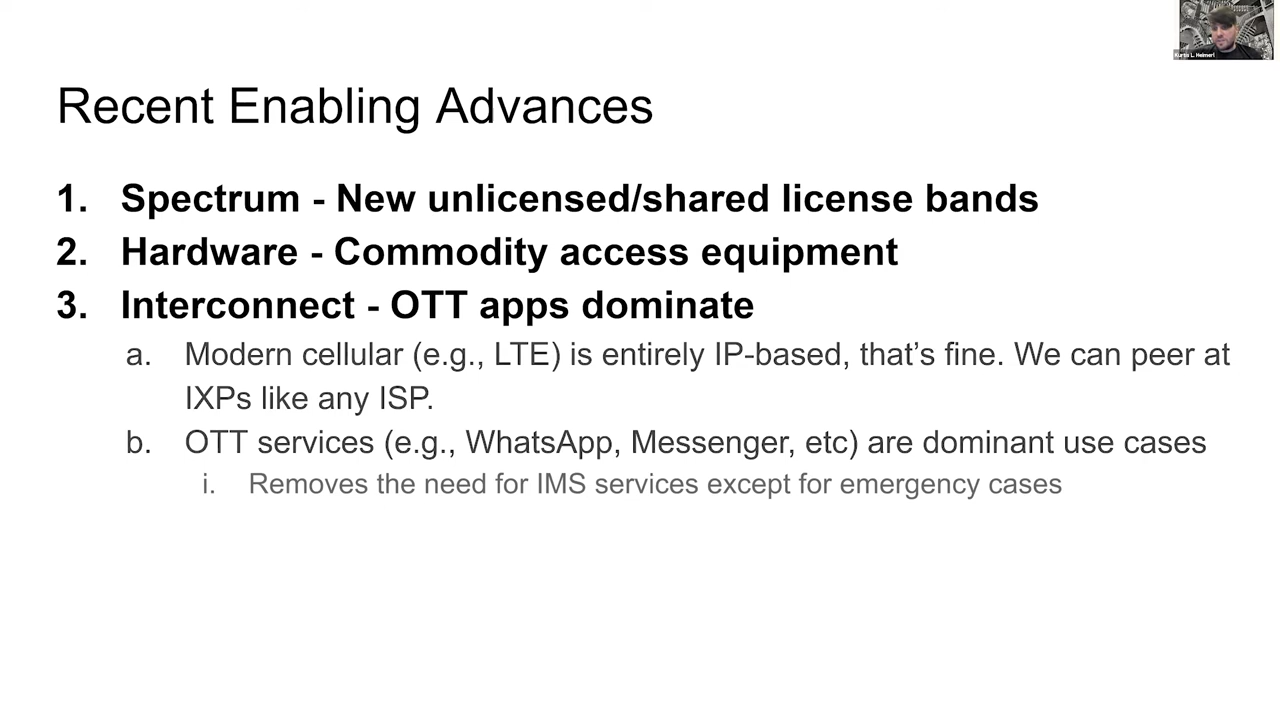 Kurtis L. Heimerl
Recent Enabling Advances
1. Spectrum - New unlicensed/shared license bands
2. Hardware - Commodity access equipment
3. Interconnect - OTT apps dominate
a. Modern cellular (e.g., LTE) is entirely IP-based, that’s fine. We can peer at
IXPs like any ISP.
b. OTT services (e.g., WhatsApp, Messenger, etc) are dominant use cases
i. Removes the need for IMS services except for emergency cases